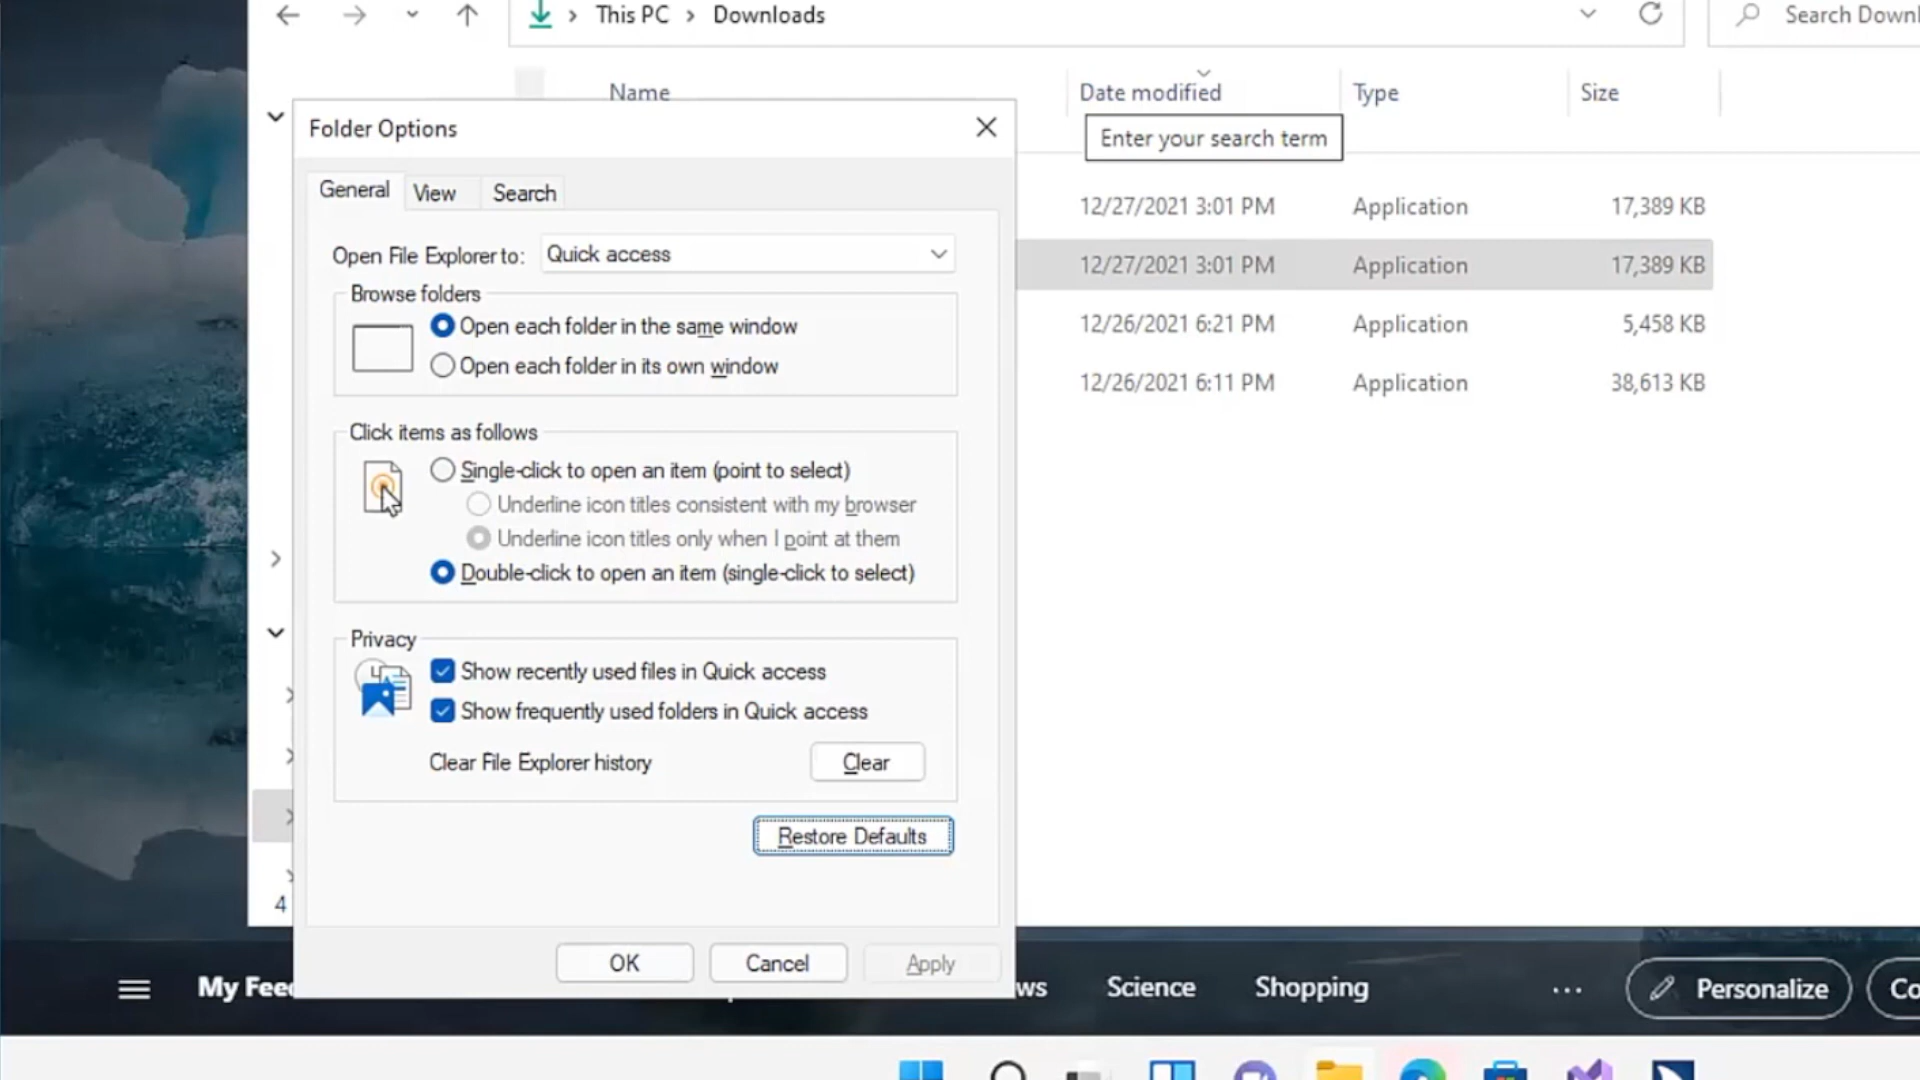 This PC > Downloads
Search Downl
Name
Date modified
Type
Size
Enter your search term
Folder Options
General
View
Search
Open File Explorer to:
Quick access
Browse folders
Open each folder in the same window
Open each folder in its own window
Click items as follows
Single-click to open an item (point to select)
Underline icon titles consistent with my browser
Underline icon titles only when I point at them
Double-click to open an item (single-click to select)
Privacy
Show recently used files in Quick access
Show frequently used folders in Quick access
Clear File Explorer history
Clear
Restore Defaults
OK
Cancel
Apply
12/27/2021 3:01 PM Application 17,389 KB
12/27/2021 3:01 PM Application 17,389 KB
12/26/2021 6:21 PM Application 5,458 KB
12/26/2021 6:11 PM Application 38,613 KB
4
My Fee
ws
Science
Shopping
...
Personalize
Co